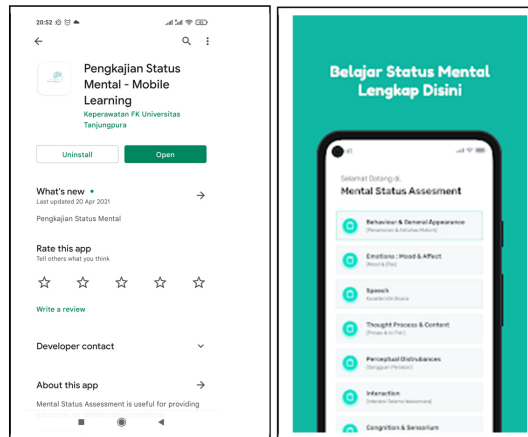 20:52
Pengkajian Status
Mental - Mobile
Learning
Keperawatan FK Universitas
Tanjungpura
Uninstall
Open
What's new
Last updated 20 Apr 2021
Pengkajian Status Mental
Rate this app
Tell others what you think
Write a review
Developer contact
About this app
Mental Status Assessment is useful for providing
Belajar Status Mental
Lengkap Disini
Selamat Datang di,
Mental Status Assesment
Behaviour & General Appearance
Emotions : Mood & Affect
Speech
Thought Process & Content
Perceptual Distrubances
Interaction
Congnition & Sensorium